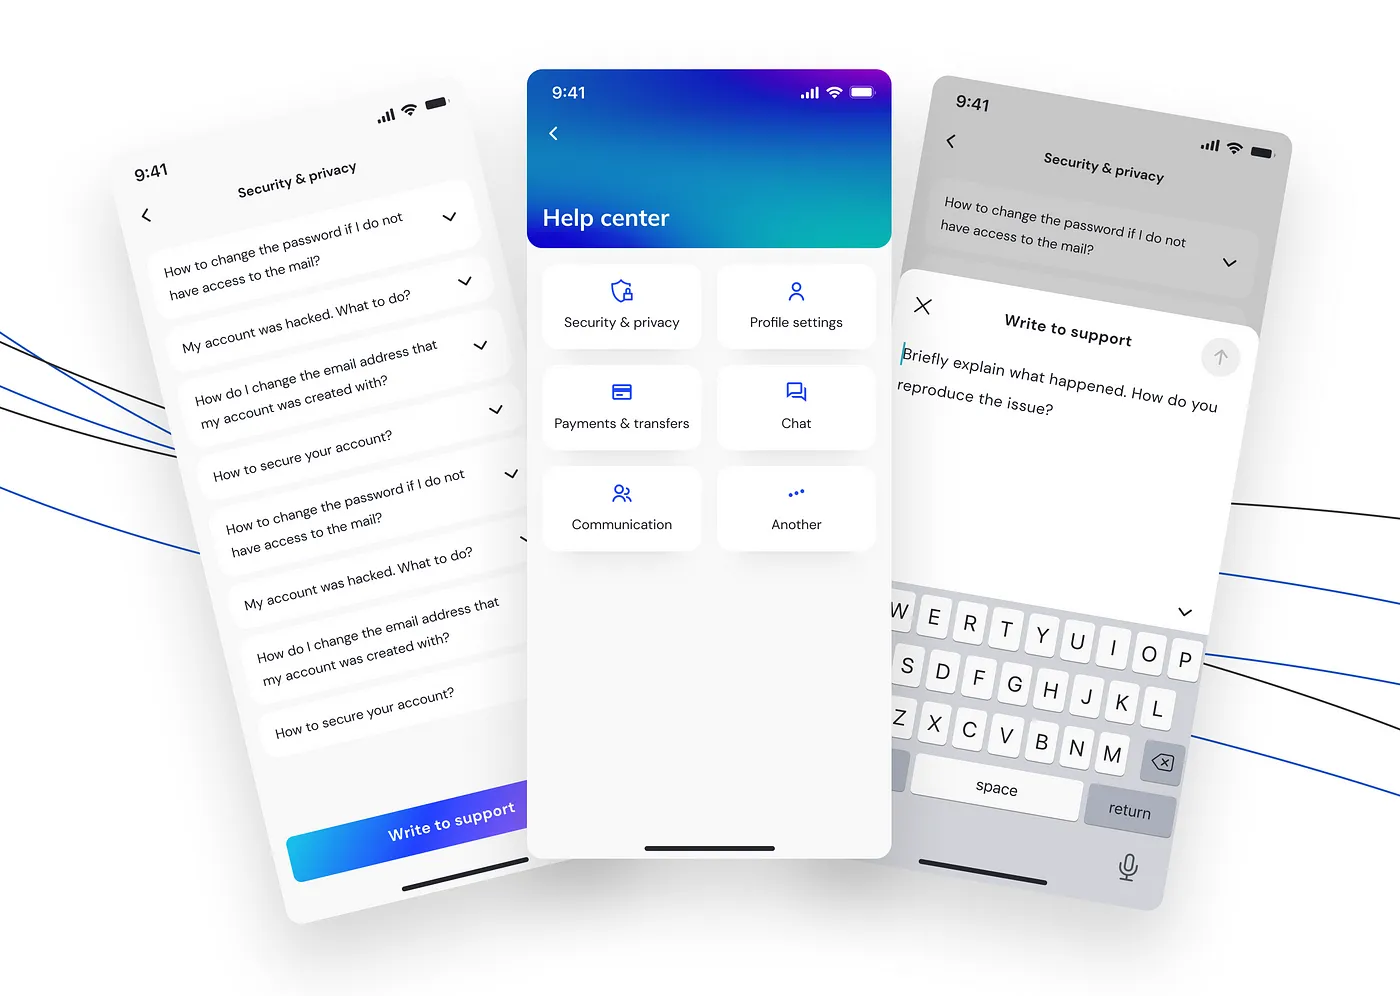 9:41
Security & privacy
How to change the password if I do not
have access to the mail?
My account was hacked. What to do?
How do I change the email address that
my account was created with?
How to secure your account?
How to change the password if I do not
have access to the mail?
My account was hacked. What to do?
How do I change the email address that
my account was created with?
How to secure your account?
Write to support
9:41
Help center
Security & privacy
Profile settings
Payments & transfers
Chat
Communication
Another
9:41
Security & privacy
How to change the password if I do not
have access to the mail?
Write to support
Briefly explain what happened. How do you
reproduce the issue?
W E R T Y U I O P
S D F G H J K L
Z X C V B N M
space
return